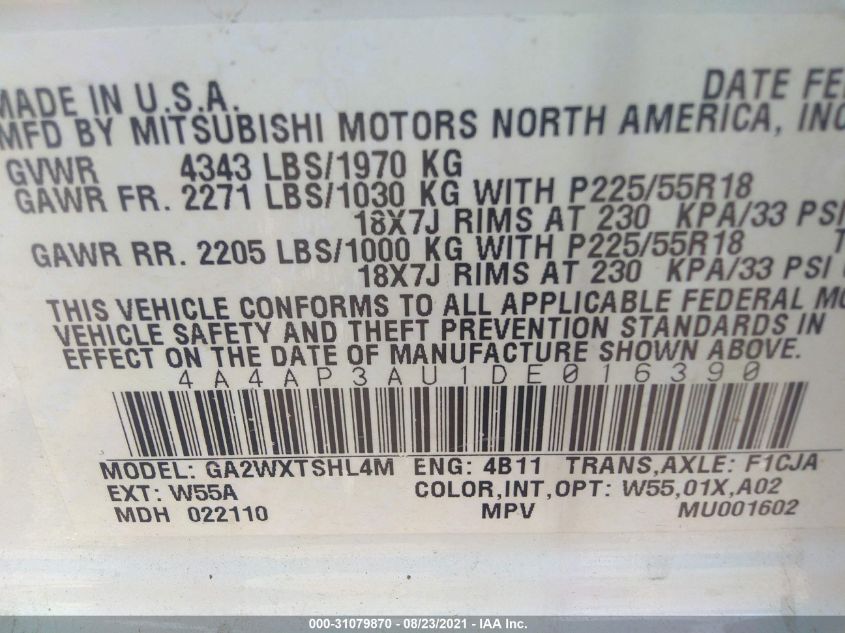 MADE IN U.S.A. DATE FE
MFD BY MITSUBISHI MOTORS NORTH AMERICA, INC
GVWR 4343 LBS/1970 KG
GAWR FR. 2271 LBS/1030 KG WITH P225/55R18
18X7J RIMS AT 230 KPA/33 PSI
GAWR RR. 2205 LBS/1000 KG WITH P225/55R18 T
18X7J RIMS AT 230 KPA/33 PSI
THIS VEHICLE CONFORMS TO ALL APPLICABLE FEDERAL MO
VEHICLE SAFETY AND THEFT PREVENTION STANDARDS IN
EFFECT ON THE DATE OF MANUFACTURE SHOWN ABOVE.
4A4AP3AU1DE016390
MODEL: GA2WXTSHL4M ENG: 4B11 TRANS,AXLE: F1CJA
EXT: W55A COLOR,INT,OPT: W55,01X,A02
MDH 022110 MPV MU001602
000-31079870 - 08/23/2021 - IAA Inc.